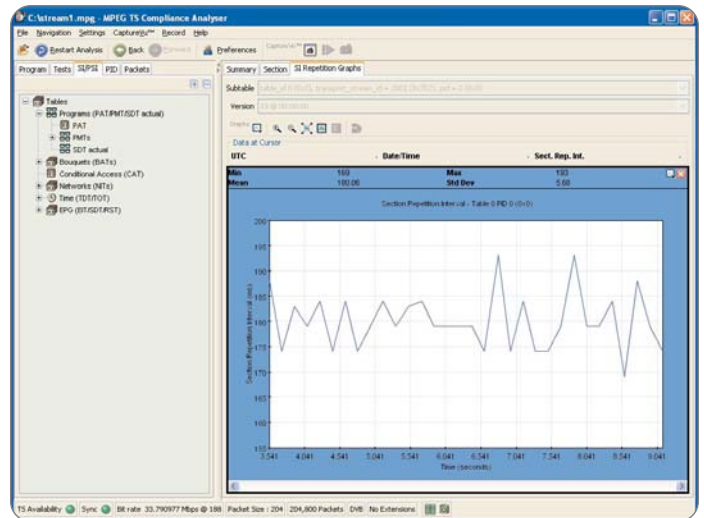 C:\stream1.mpg - MPEG TS Compliance Analyser
File Navigation Settings CaptureVu™ Record Help
Restart Analysis Back Forward Preferences CaptureVu™
Program Tests SI/PSI PID Packets
Summary Section SI Repetition Graphs
Subtable
Version
Graphs
Tables
Programs (PAT/PMT/SDT actual)
PAT
PMTs
SDT actual
Bouquets (BATs)
Conditional Access (CAT)
Networks (NITs)
Time (TDT/TOT)
EPG (EIT/SDT/RST)
Data at Cursor
UTC Date/Time Sect. Rep. Int.
Min 169 Max 193
Mean 180.06 Std Dev 5.68
Section Repetition Interval - Table 0 PID 0 (0x0)
Section Repetition Interval (ms)
200
195
190
185
180
175
170
165
160
155
3.541 4.041 4.541 5.041 5.541 6.041 6.541 7.041 7.541 8.041 8.541 9.041
Time (seconds)
TS Availability Sync Bit rate 33.790977 Mbps @ 188 Packet Size : 204 204,800 Packets DVB No Extensions